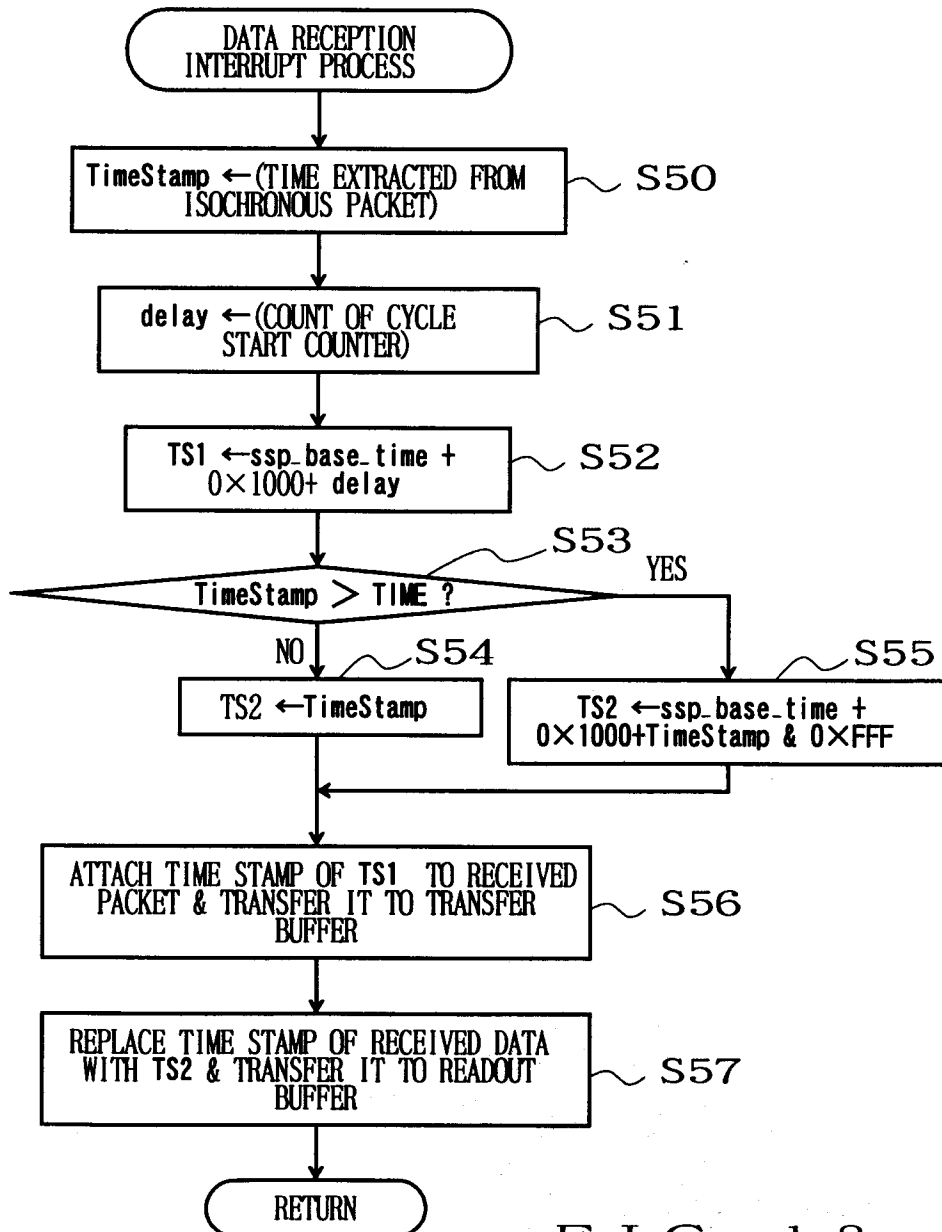 DATA RECEPTION
INTERRUPT PROCESS
TimeStamp ←(TIME EXTRACTED FROM
ISOCHRONOUS PACKET)
S50
delay ←(COUNT OF CYCLE
START COUNTER)
S51
TS1 ←ssp_base_time +
0×1000+ delay
S52
S53
TimeStamp > TIME ?
YES
NO
S54
TS2 ←TimeStamp
S55
TS2 ←ssp_base_time +
0×1000+TimeStamp & 0×FFF
ATTACH TIME STAMP OF TS1 TO RECEIVED
PACKET & TRANSFER IT TO TRANSFER
BUFFER
S56
REPLACE TIME STAMP OF RECEIVED DATA
WITH TS2 & TRANSFER IT TO READOUT
BUFFER
S57
RETURN